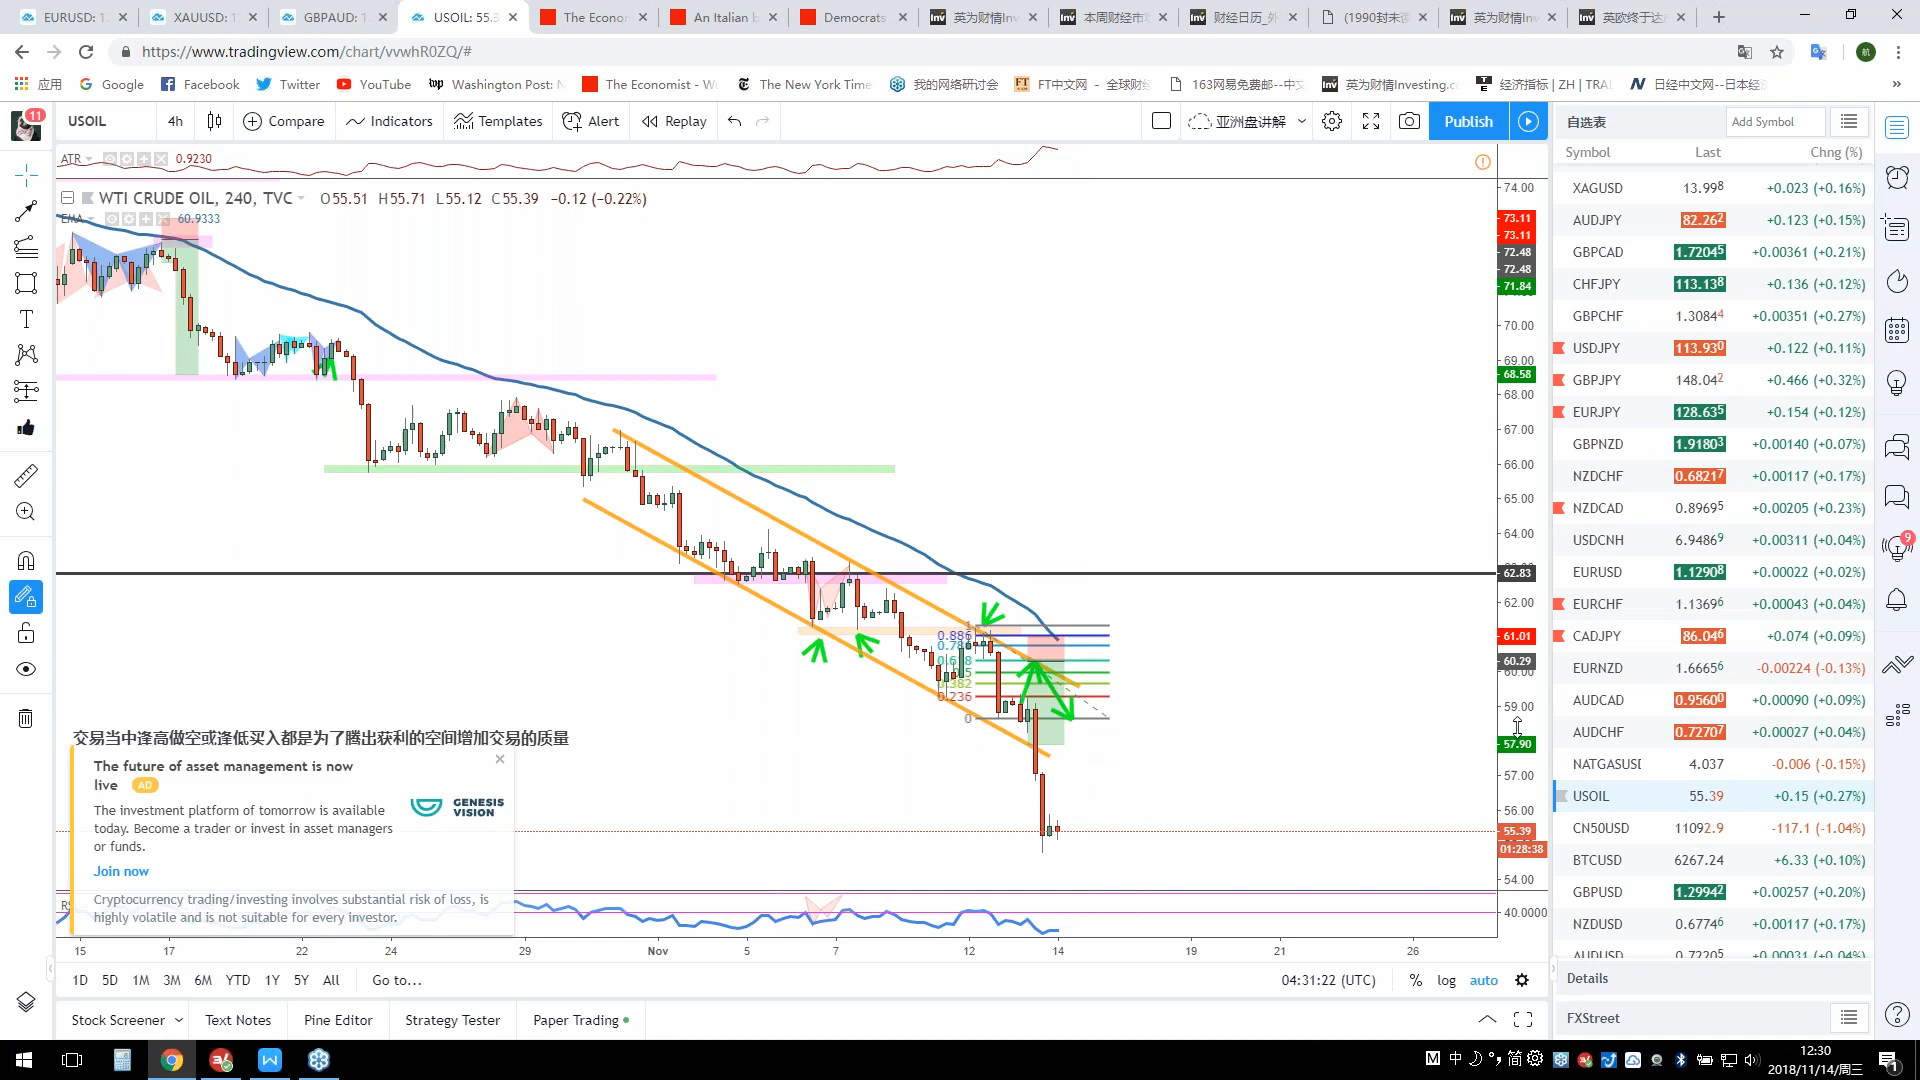 EURUSD: 1.
XAUUSD: 1
GBPAUD: 1.
USOIL: 55.3
The Econor
An Italian b
Democrats
英为财情Inv
本周财经市
财经日历_外
(1990封未读
英为财情Inv
英欧终于达
https://www.tradingview.com/chart/vvwhR0ZQ/#
应用
Google
Facebook
Twitter
YouTube
Washington Post:
The Economist - W
The New York Time
我的网络研讨会
FT中文网 - 全球财经
163网易免费邮--中文
英为财情Investing.c
经济指标 | ZH | TRA
日经中文网--日本经
11
USOIL
4h
Compare
Indicators
Templates
Alert
Replay
亚洲盘讲解
Publish
自选表
Add Symbol
ATR
0.9230
Symbol Last Chng (%)
WTI CRUDE OIL, 240, TVC
O55.51 H55.71 L55.12 C55.39 −0.12 (−0.22%)
EMA
60.9333
74.00
73.11
73.11
72.48
72.48
71.84
70.00
69.00
68.58
68.00
67.00
66.00
65.00
64.00
62.83
62.00
61.01
60.29
60.00
59.00
57.90
57.00
56.00
55.39
01:28:38
54.00
40.0000
1
0.886
0.382
0.236
0
交易当中逢高做空或逢低买入都是为了腾出获利的空间增加交易的质量
The future of asset management is now
live AD
The investment platform of tomorrow is available
today. Become a trader or invest in asset managers
or funds.
GENESIS
VISION
Join now
Cryptocurrency trading/investing involves substantial risk of loss, is
highly volatile and is not suitable for every investor.
15 17 22 24 29 Nov 5 7 12 14 19 21 26
1D 5D 1M 3M 6M YTD 1Y 5Y All Go to...
04:31:22 (UTC) % log auto
Stock Screener
Text Notes
Pine Editor
Strategy Tester
Paper Trading
XAGUSD 13.998 +0.023 (+0.16%)
AUDJPY 82.262 +0.123 (+0.15%)
GBPCAD 1.72045 +0.00361 (+0.21%)
CHFJPY 113.138 +0.136 (+0.12%)
GBPCHF 1.30844 +0.00351 (+0.27%)
USDJPY 113.930 +0.122 (+0.11%)
GBPJPY 148.042 +0.466 (+0.32%)
EURJPY 128.635 +0.154 (+0.12%)
GBPNZD 1.91803 +0.00140 (+0.07%)
NZDCHF 0.68217 +0.00117 (+0.17%)
NZDCAD 0.89695 +0.00205 (+0.23%)
USDCNH 6.94869 +0.00311 (+0.04%)
EURUSD 1.12908 +0.00022 (+0.02%)
EURCHF 1.13696 +0.00043 (+0.04%)
CADJPY 86.046 +0.074 (+0.09%)
EURNZD 1.66656 -0.00224 (-0.13%)
AUDCAD 0.95600 +0.00090 (+0.09%)
AUDCHF 0.72707 +0.00027 (+0.04%)
NATGASUSD 4.037 -0.006 (-0.15%)
USOIL 55.39 +0.15 (+0.27%)
CN50USD 11092.9 -117.1 (-1.04%)
BTCUSD 6267.24 +6.33 (+0.10%)
GBPUSD 1.29942 +0.00257 (+0.20%)
NZDUSD 0.67746 +0.00117 (+0.17%)
AUDUSD 0.72205 +0.00031 (+0.04%)
Details
FXStreet
9
中
简
12:30
2018/11/14/周三
1